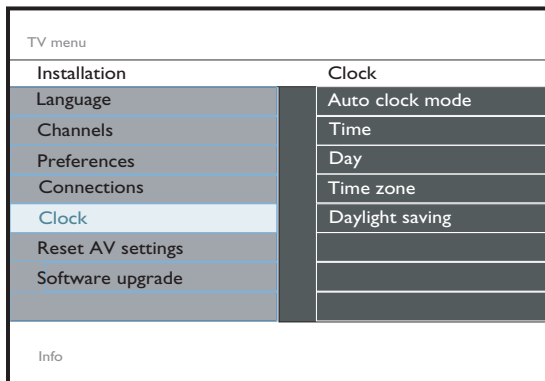 TV menu
Installation
Clock
Language
Auto clock mode
Channels
Time
Preferences
Day
Connections
Time zone
Clock
Daylight saving
Reset AV settings
Software upgrade
Info